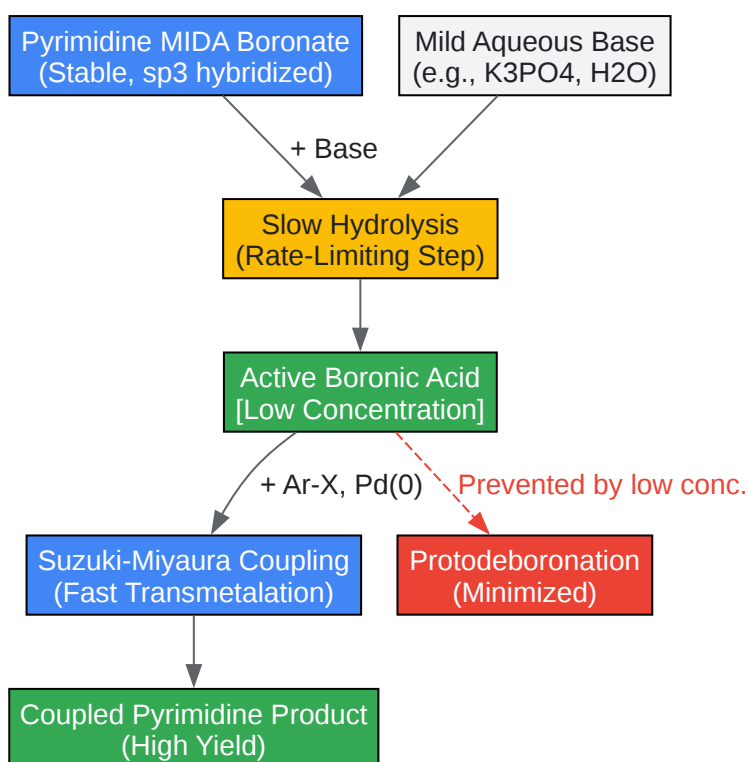 Pyrimidine MIDA Boronate
(Stable, sp3 hybridized)
Mild Aqueous Base
(e.g., K3PO4, H2O)
+ Base
Slow Hydrolysis
(Rate-Limiting Step)
Active Boronic Acid
[Low Concentration]
+ Ar-X, Pd(0)
Prevented by low conc.
Suzuki-Miyaura Coupling
(Fast Transmetalation)
Protodeboronation
(Minimized)
Coupled Pyrimidine Product
(High Yield)